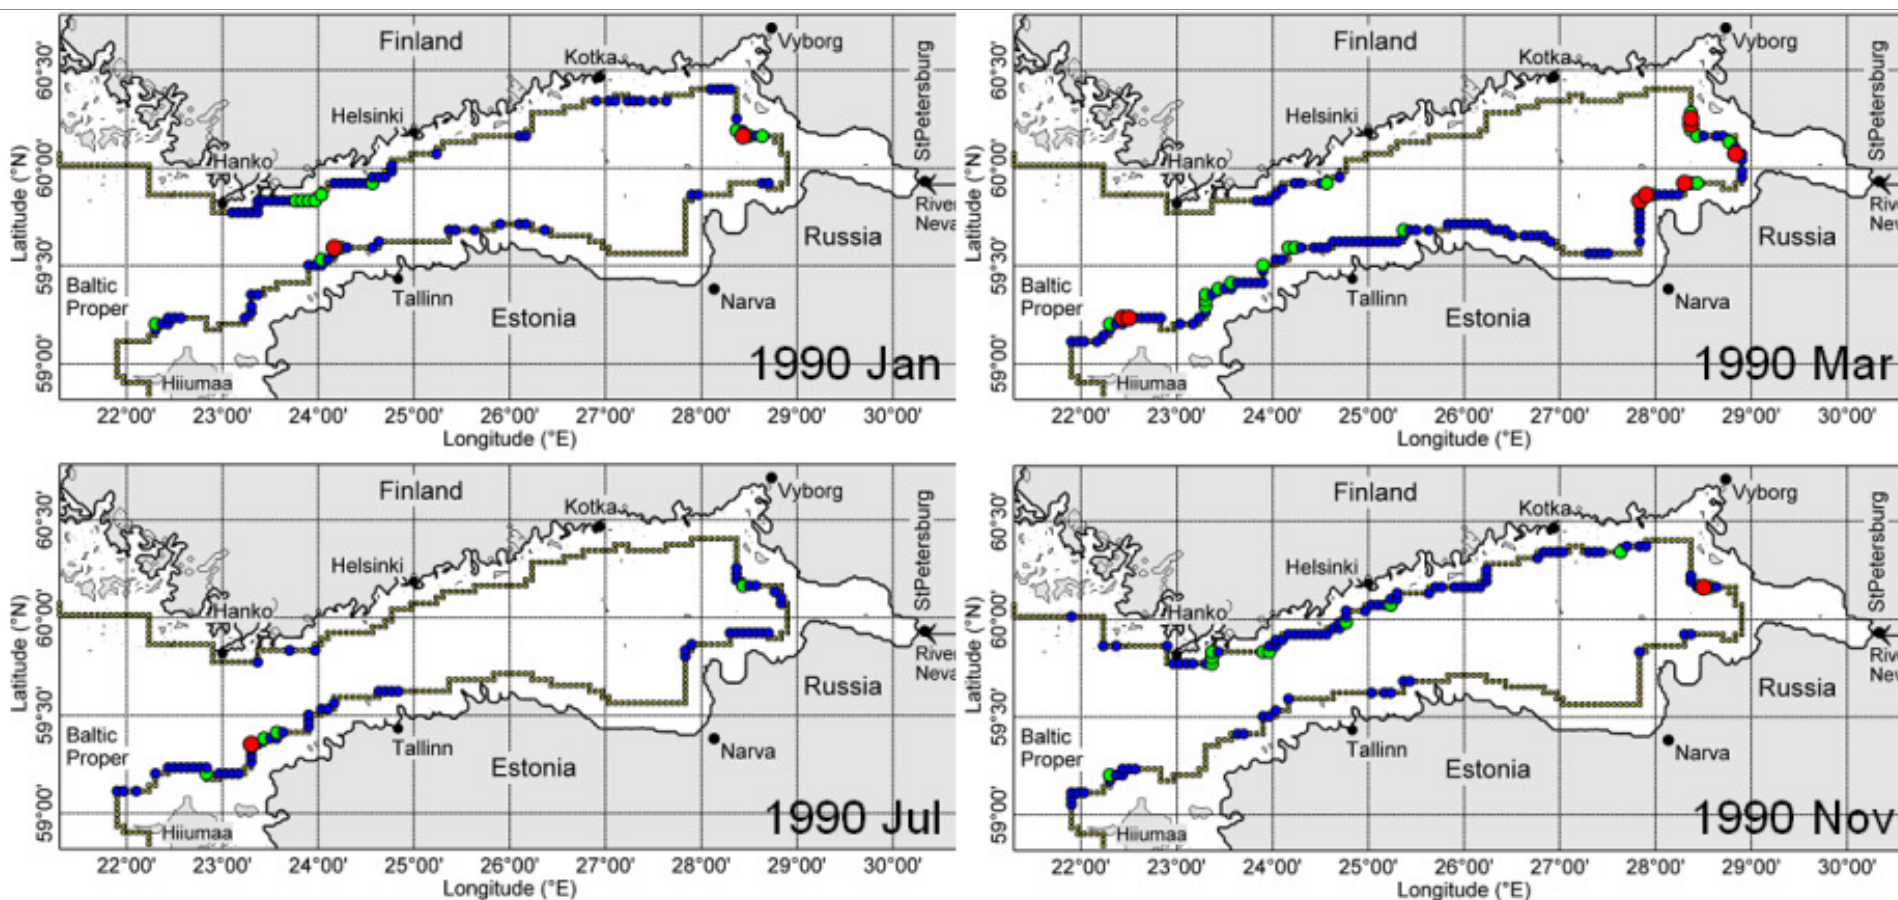 Finland
Vyborg
Kotka
Helsinki
Hanko
StPetersburg
River
Neva
Russia
Baltic
Proper
Tallinn
Narva
Estonia
Hiiumaa
1990 Jan
60°30'
60°00'
59°30'
59°00'
Latitude (°N)
22°00' 23°00' 24°00' 25°00' 26°00' 27°00' 28°00' 29°00' 30°00'
Longitude (°E)
Finland
Vyborg
Kotka
Helsinki
Hanko
StPetersburg
Rive
Nev
Russia
Baltic
Proper
Tallinn
Narva
Estonia
Hiiumaa
1990 Mar
60°30'
60°00'
59°30'
59°00'
Latitude (°N)
22°00' 23°00' 24°00' 25°00' 26°00' 27°00' 28°00' 29°00' 30°00'
Longitude (°E)
Finland
Vyborg
Kotka
Helsinki
Hanko
StPetersburg
River
Neva
Russia
Baltic
Proper
Tallinn
Narva
Estonia
Hiiumaa
1990 Jul
60°30'
60°00'
59°30'
59°00'
Latitude (°N)
22°00' 23°00' 24°00' 25°00' 26°00' 27°00' 28°00' 29°00' 30°00'
Longitude (°E)
Finland
Vyborg
Kotka
Helsinki
Hanko
StPetersburg
Rive
Nev
Russia
Baltic
Proper
Tallinn
Narva
Estonia
Hiiumaa
1990 Nov
60°30'
60°00'
59°30'
59°00'
Latitude (°N)
22°00' 23°00' 24°00' 25°00' 26°00' 27°00' 28°00' 29°00' 30°00'
Longitude (°E)